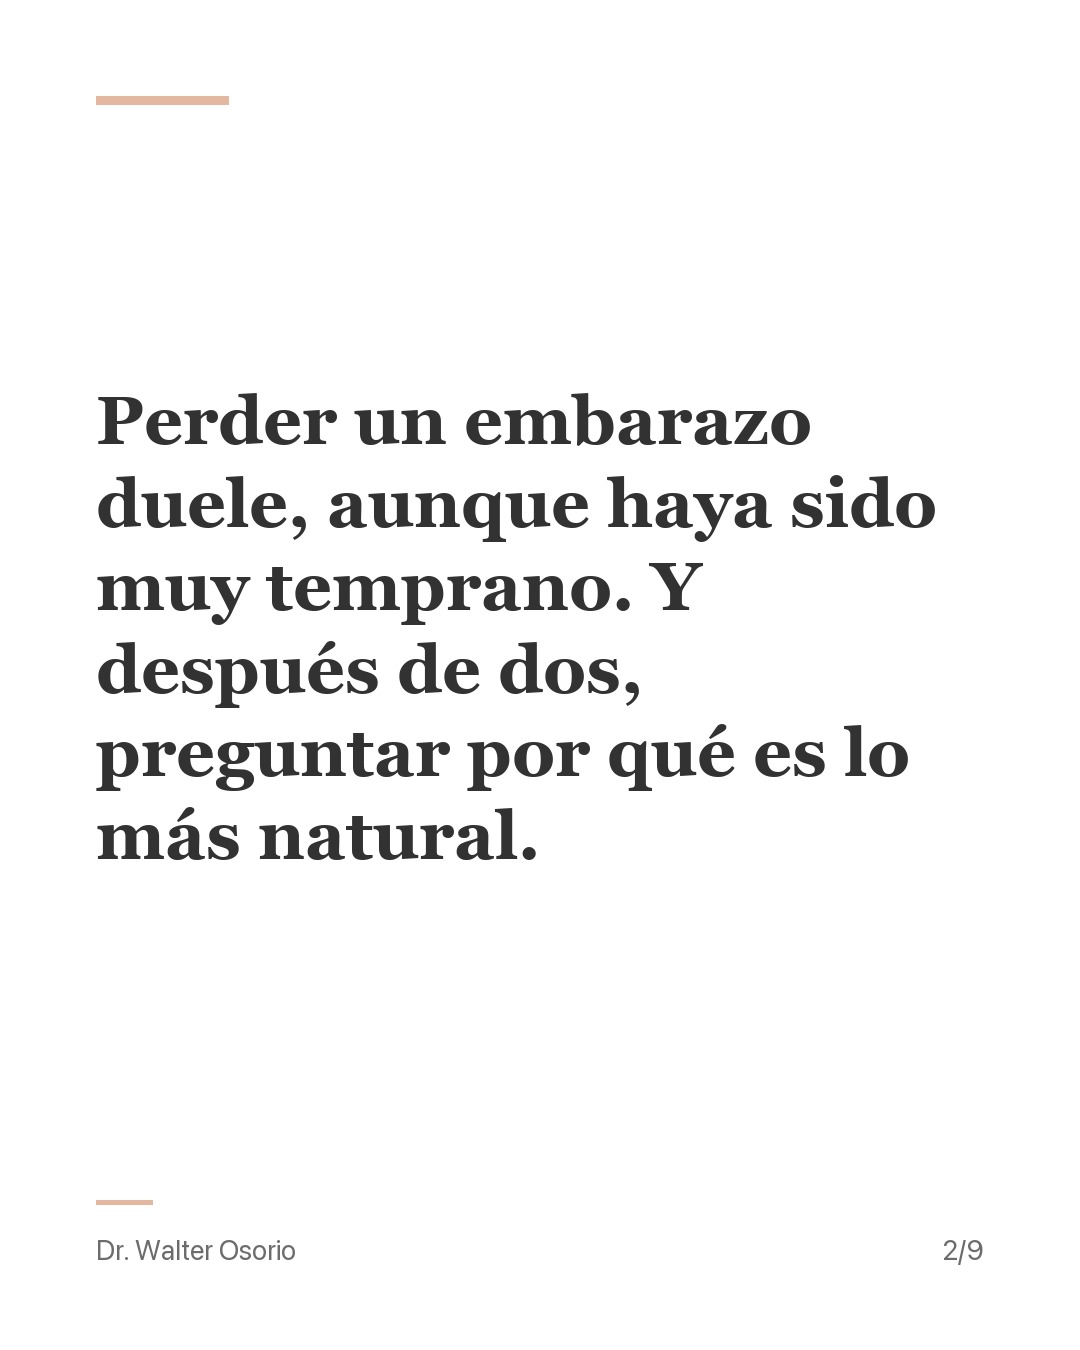 Perder un embarazo
duele, aunque haya sido
muy temprano. Y
después de dos,
preguntar por qué es lo
más natural.
Dr. Walter Osorio
2/9